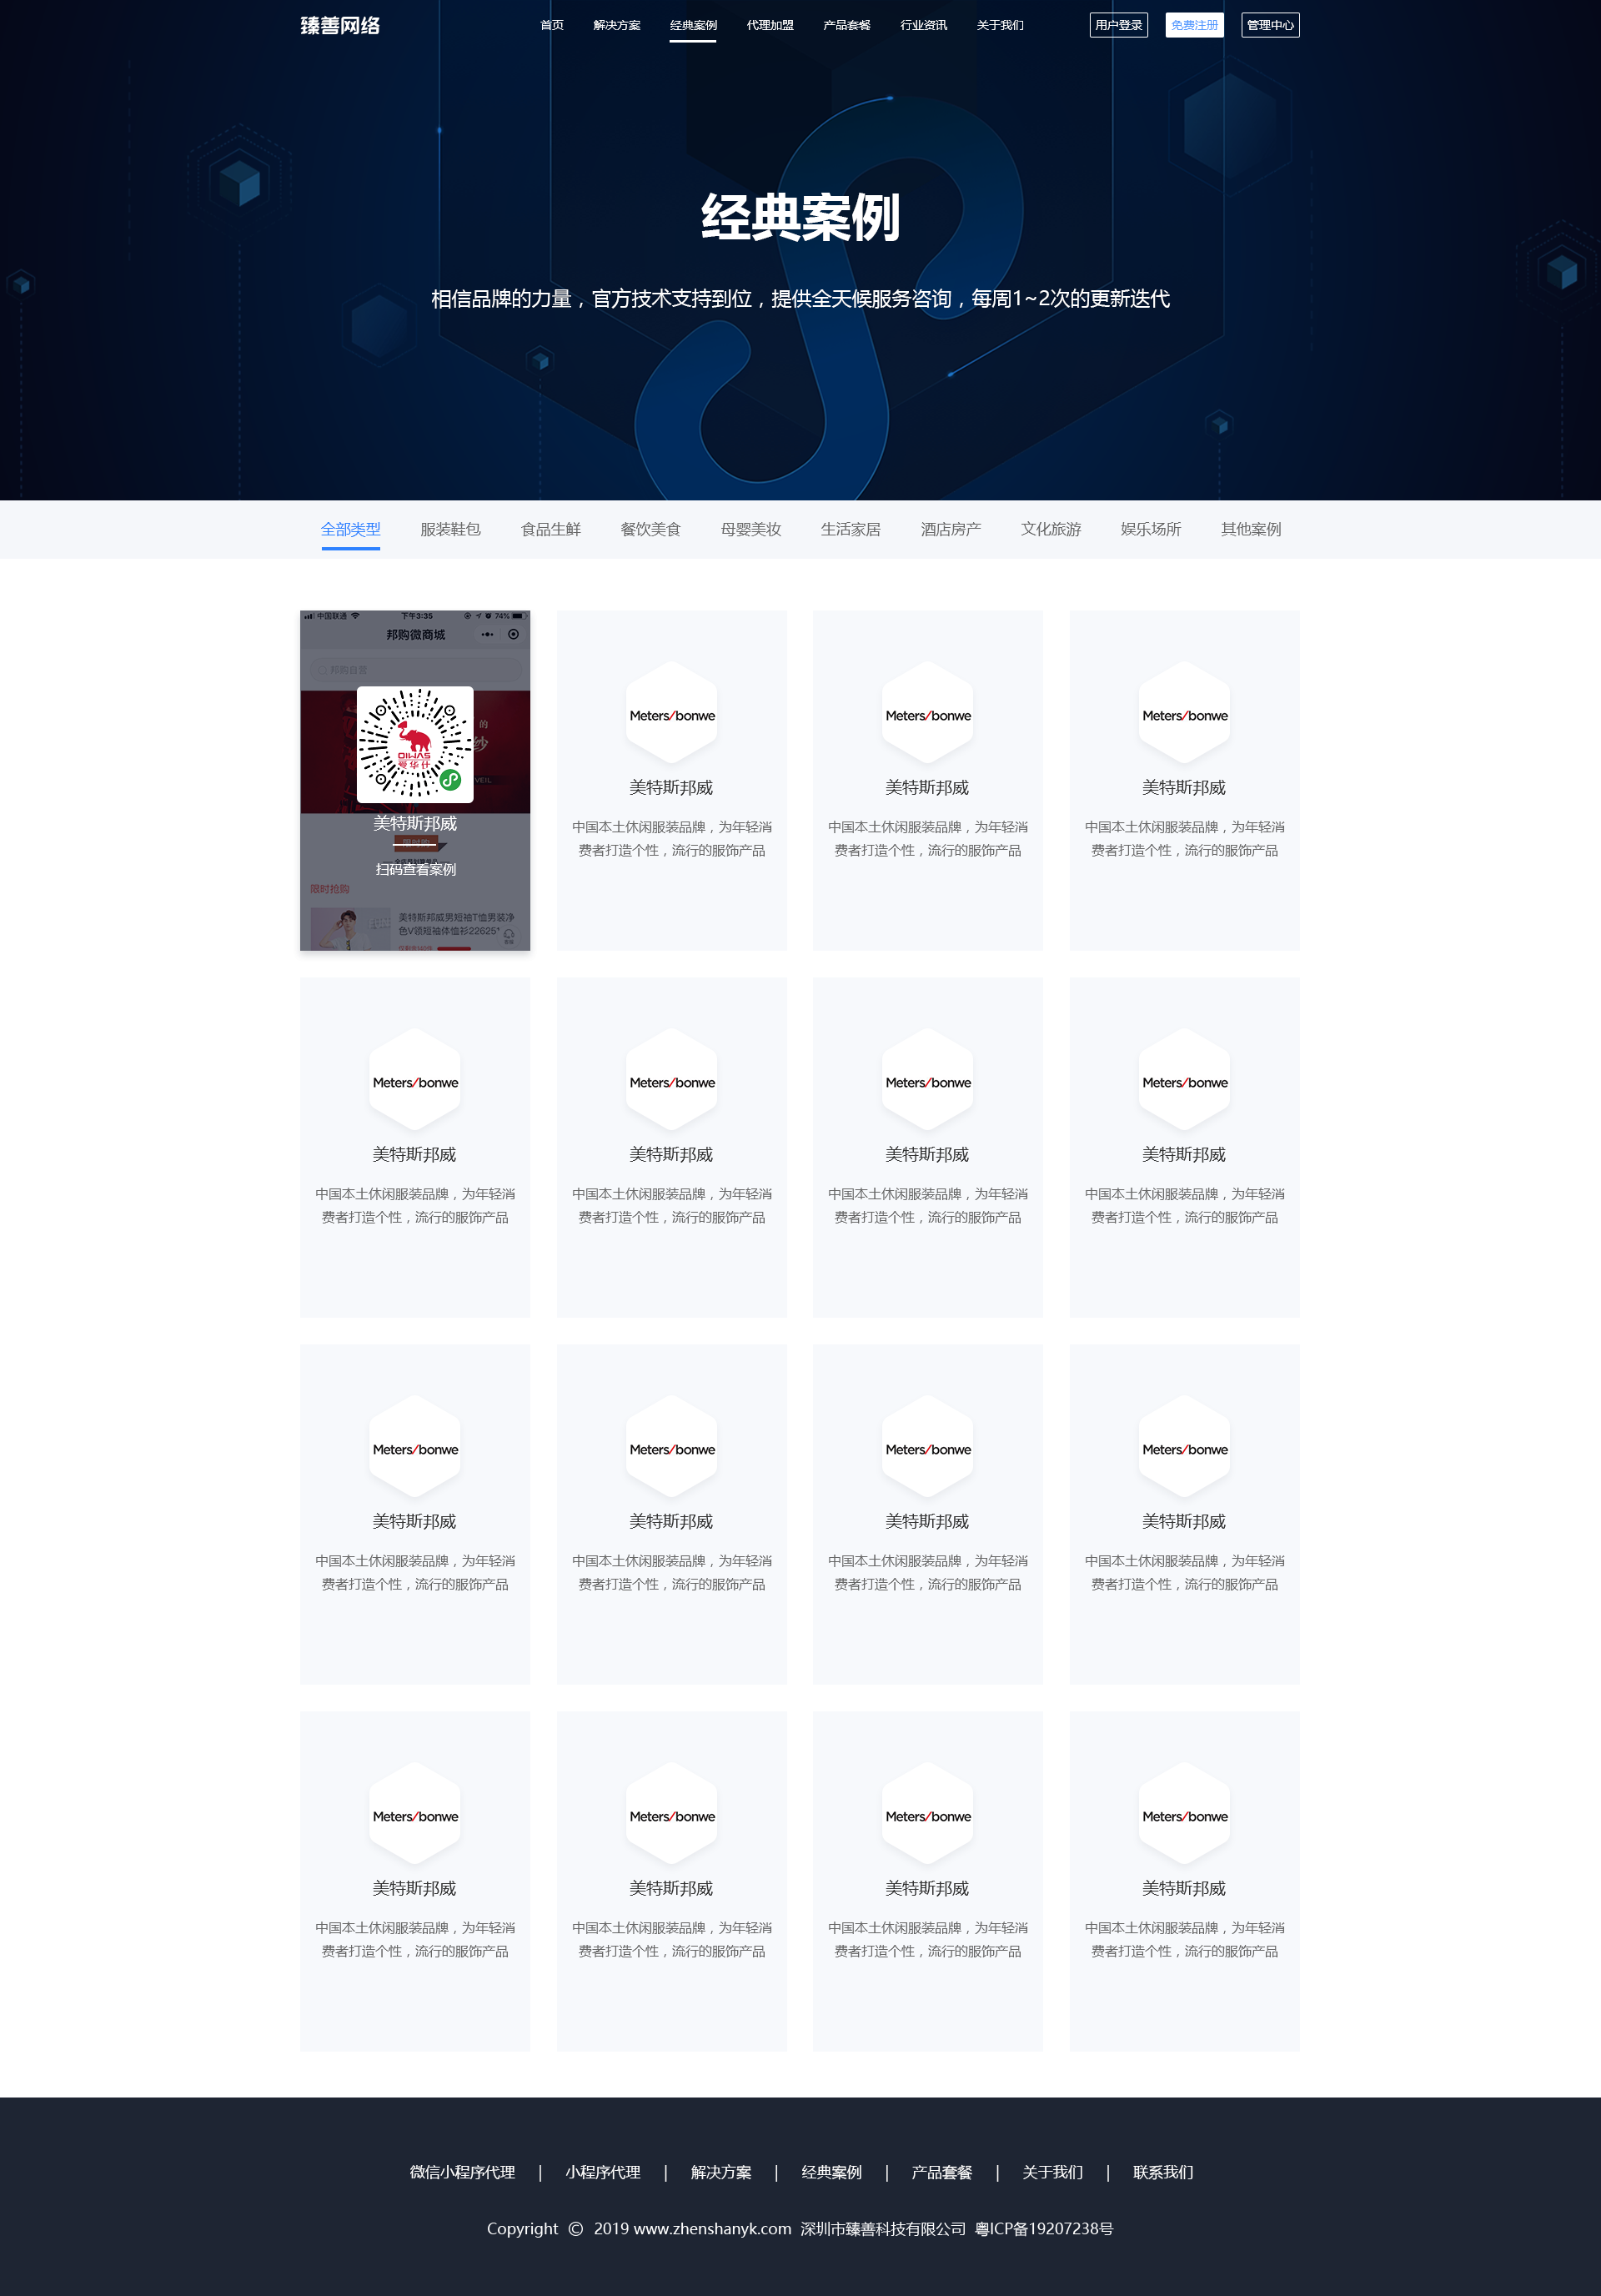 臻善网络
首页 解决方案 经典案例 代理加盟 产品套餐 行业资讯 关于我们 用户登录 免费注册 管理中心
经典案例
相信品牌的力量，官方技术支持到位，提供全天候服务咨询，每周1~2次的更新迭代
全部类型 服装鞋包 食品生鲜 餐饮美食 母婴美妆 生活家居 酒店房产 文化旅游 娱乐场所 其他案例
中国联通 下午3:35 74%
邦购微商城
邦购自营
的
纱
VEIL
QIWAS
美特斯邦威
限时购
扫码查看案例
限时抢购
美特斯邦威男短袖T恤男装净
色V领短袖体恤衫22625*
Meters/bonwe Meters/bonwe Meters/bonwe
美特斯邦威 美特斯邦威 美特斯邦威
中国本土休闲服装品牌，为年轻消 中国本土休闲服装品牌，为年轻消 中国本土休闲服装品牌，为年轻消
费者打造个性，流行的服饰产品 费者打造个性，流行的服饰产品 费者打造个性，流行的服饰产品
Meters/bonwe Meters/bonwe Meters/bonwe Meters/bonwe
美特斯邦威 美特斯邦威 美特斯邦威 美特斯邦威
中国本土休闲服装品牌，为年轻消 中国本土休闲服装品牌，为年轻消 中国本土休闲服装品牌，为年轻消 中国本土休闲服装品牌，为年轻消
费者打造个性，流行的服饰产品 费者打造个性，流行的服饰产品 费者打造个性，流行的服饰产品 费者打造个性，流行的服饰产品
Meters/bonwe Meters/bonwe Meters/bonwe Meters/bonwe
美特斯邦威 美特斯邦威 美特斯邦威 美特斯邦威
中国本土休闲服装品牌，为年轻消 中国本土休闲服装品牌，为年轻消 中国本土休闲服装品牌，为年轻消 中国本土休闲服装品牌，为年轻消
费者打造个性，流行的服饰产品 费者打造个性，流行的服饰产品 费者打造个性，流行的服饰产品 费者打造个性，流行的服饰产品
Meters/bonwe Meters/bonwe Meters/bonwe Meters/bonwe
美特斯邦威 美特斯邦威 美特斯邦威 美特斯邦威
中国本土休闲服装品牌，为年轻消 中国本土休闲服装品牌，为年轻消 中国本土休闲服装品牌，为年轻消 中国本土休闲服装品牌，为年轻消
费者打造个性，流行的服饰产品 费者打造个性，流行的服饰产品 费者打造个性，流行的服饰产品 费者打造个性，流行的服饰产品
微信小程序代理 | 小程序代理 | 解决方案 | 经典案例 | 产品套餐 | 关于我们 | 联系我们
Copyright © 2019 www.zhenshanyk.com 深圳市臻善科技有限公司 粤ICP备19207238号